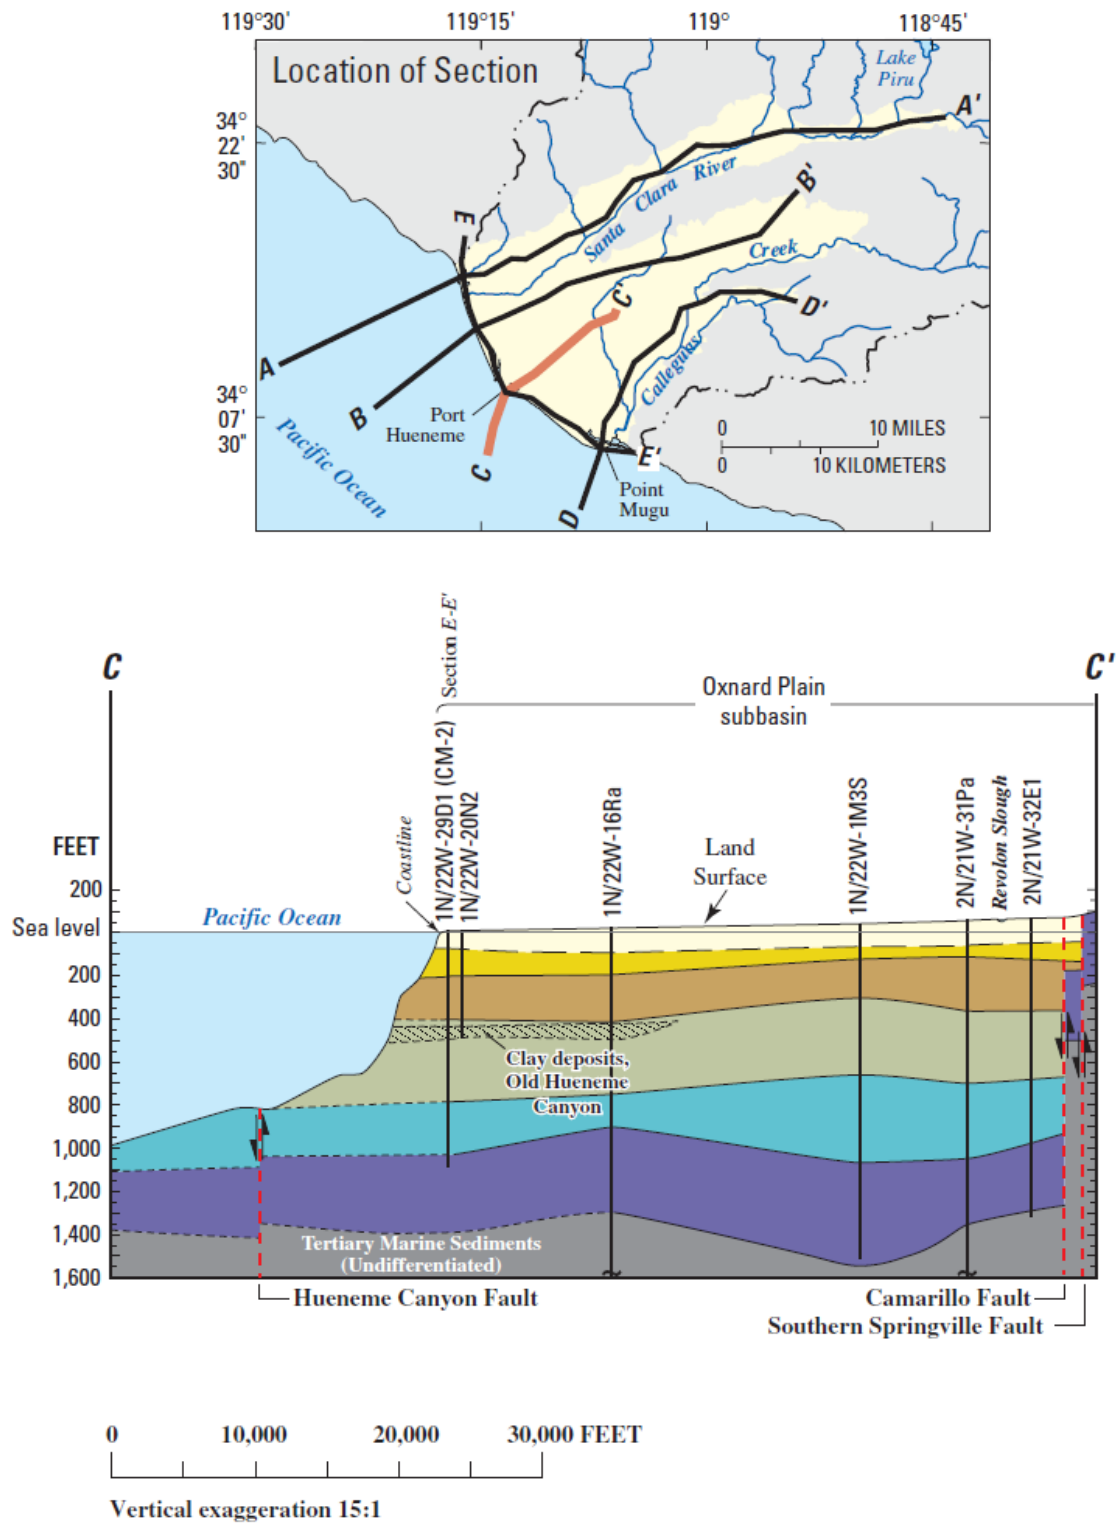 119°30'
119°15'
119°
118°45'
Location of Section
Lake
Piru
A'
34°
22'
30"
Santa Clara River
B'
E
Creek
C'
D'
A
Calleguas
B
34°
07'
30"
Port
Hueneme
Pacific Ocean
C
0 10 MILES
0 10 KILOMETERS
E'
Point
Mugu
D
C
Section E-E'
C'
Oxnard Plain
subbasin
1N/22W-29D1 (CM-2)
1N/22W-20N2
1N/22W-16Ra
1N/22W-1M3S
2N/21W-31Pa
Revolon Slough
2N/21W-32E1
Coastline
FEET
Land
Surface
200
Pacific Ocean
Sea level
200
400
600
Clay deposits,
Old Hueneme
Canyon
800
1,000
1,200
1,400
Tertiary Marine Sediments
(Undifferentiated)
1,600
Hueneme Canyon Fault
Camarillo Fault
Southern Springville Fault
0 10,000 20,000 30,000 FEET
Vertical exaggeration 15:1